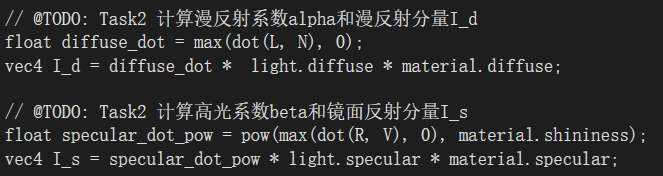 // @TODO: Task2 计算漫反射系数alpha和漫反射分量I_d
float diffuse_dot = max(dot(L, N), 0);
vec4 I_d = diffuse_dot *  light.diffuse * material.diffuse;

// @TODO: Task2 计算高光系数beta和镜面反射分量I_s
float specular_dot_pow = pow(max(dot(R, V), 0), material.shininess);
vec4 I_s = specular_dot_pow * light.specular * material.specular;